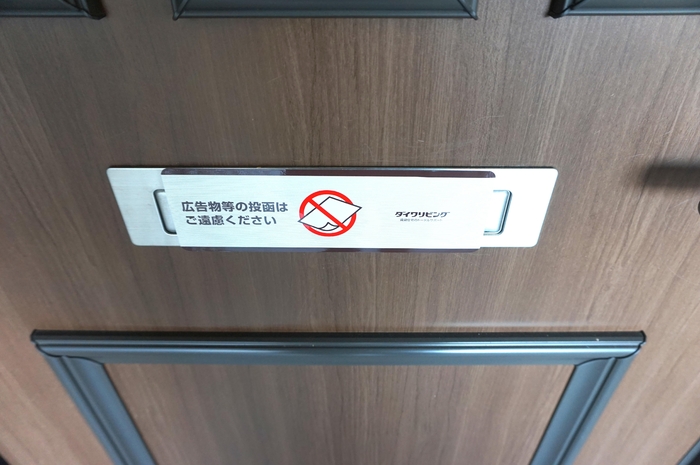 広告物等の投函は
ご遠慮ください
ダイワリビング